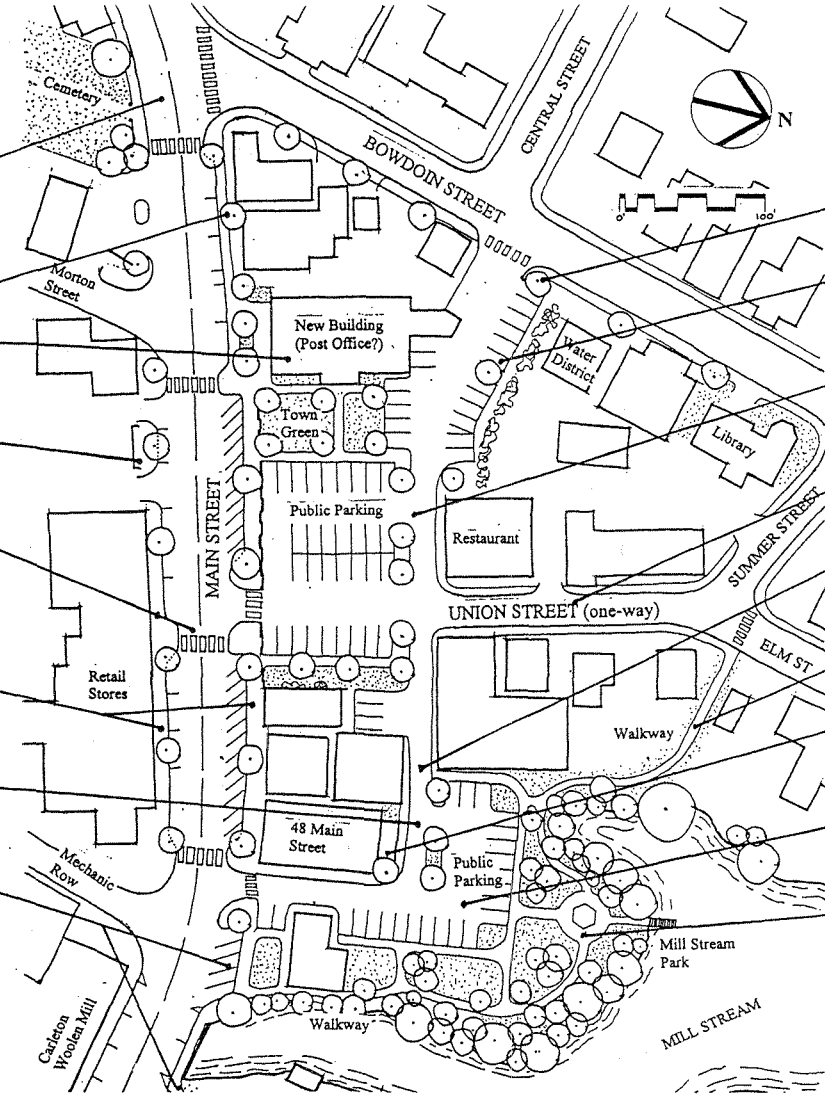 Cemetery
BOWDOIN STREET
CENTRAL STREET
N
0'
100'
Morton
Street
New Building
(Post Office?)
Water
District
Town
Green
Library
MAIN STREET
Public Parking
Restaurant
SUMMER STREET
UNION STREET (one-way)
ELM ST
Retail
Stores
Walkway
48 Main
Street
Mechanic
Row
Public
Parking
Mill Stream
Park
Carleton
Woolen Mill
Walkway
MILL STREAM